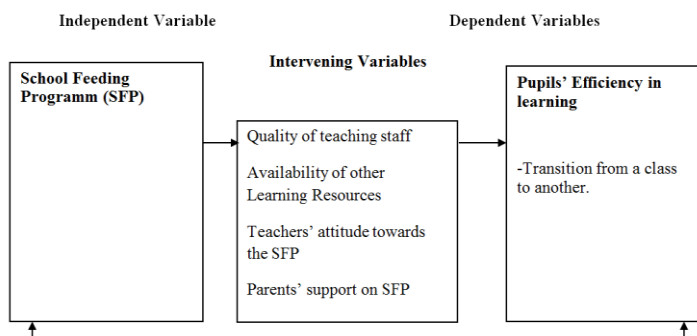 Independent Variable
Dependent Variables
Intervening Variables
School Feeding
Programm (SFP)
Quality of teaching staff
Availability of other
Learning Resources
Teachers' attitude towards
the SFP
Parents' support on SFP
Pupils' Efficiency in
learning
-Transition from a class
to another.